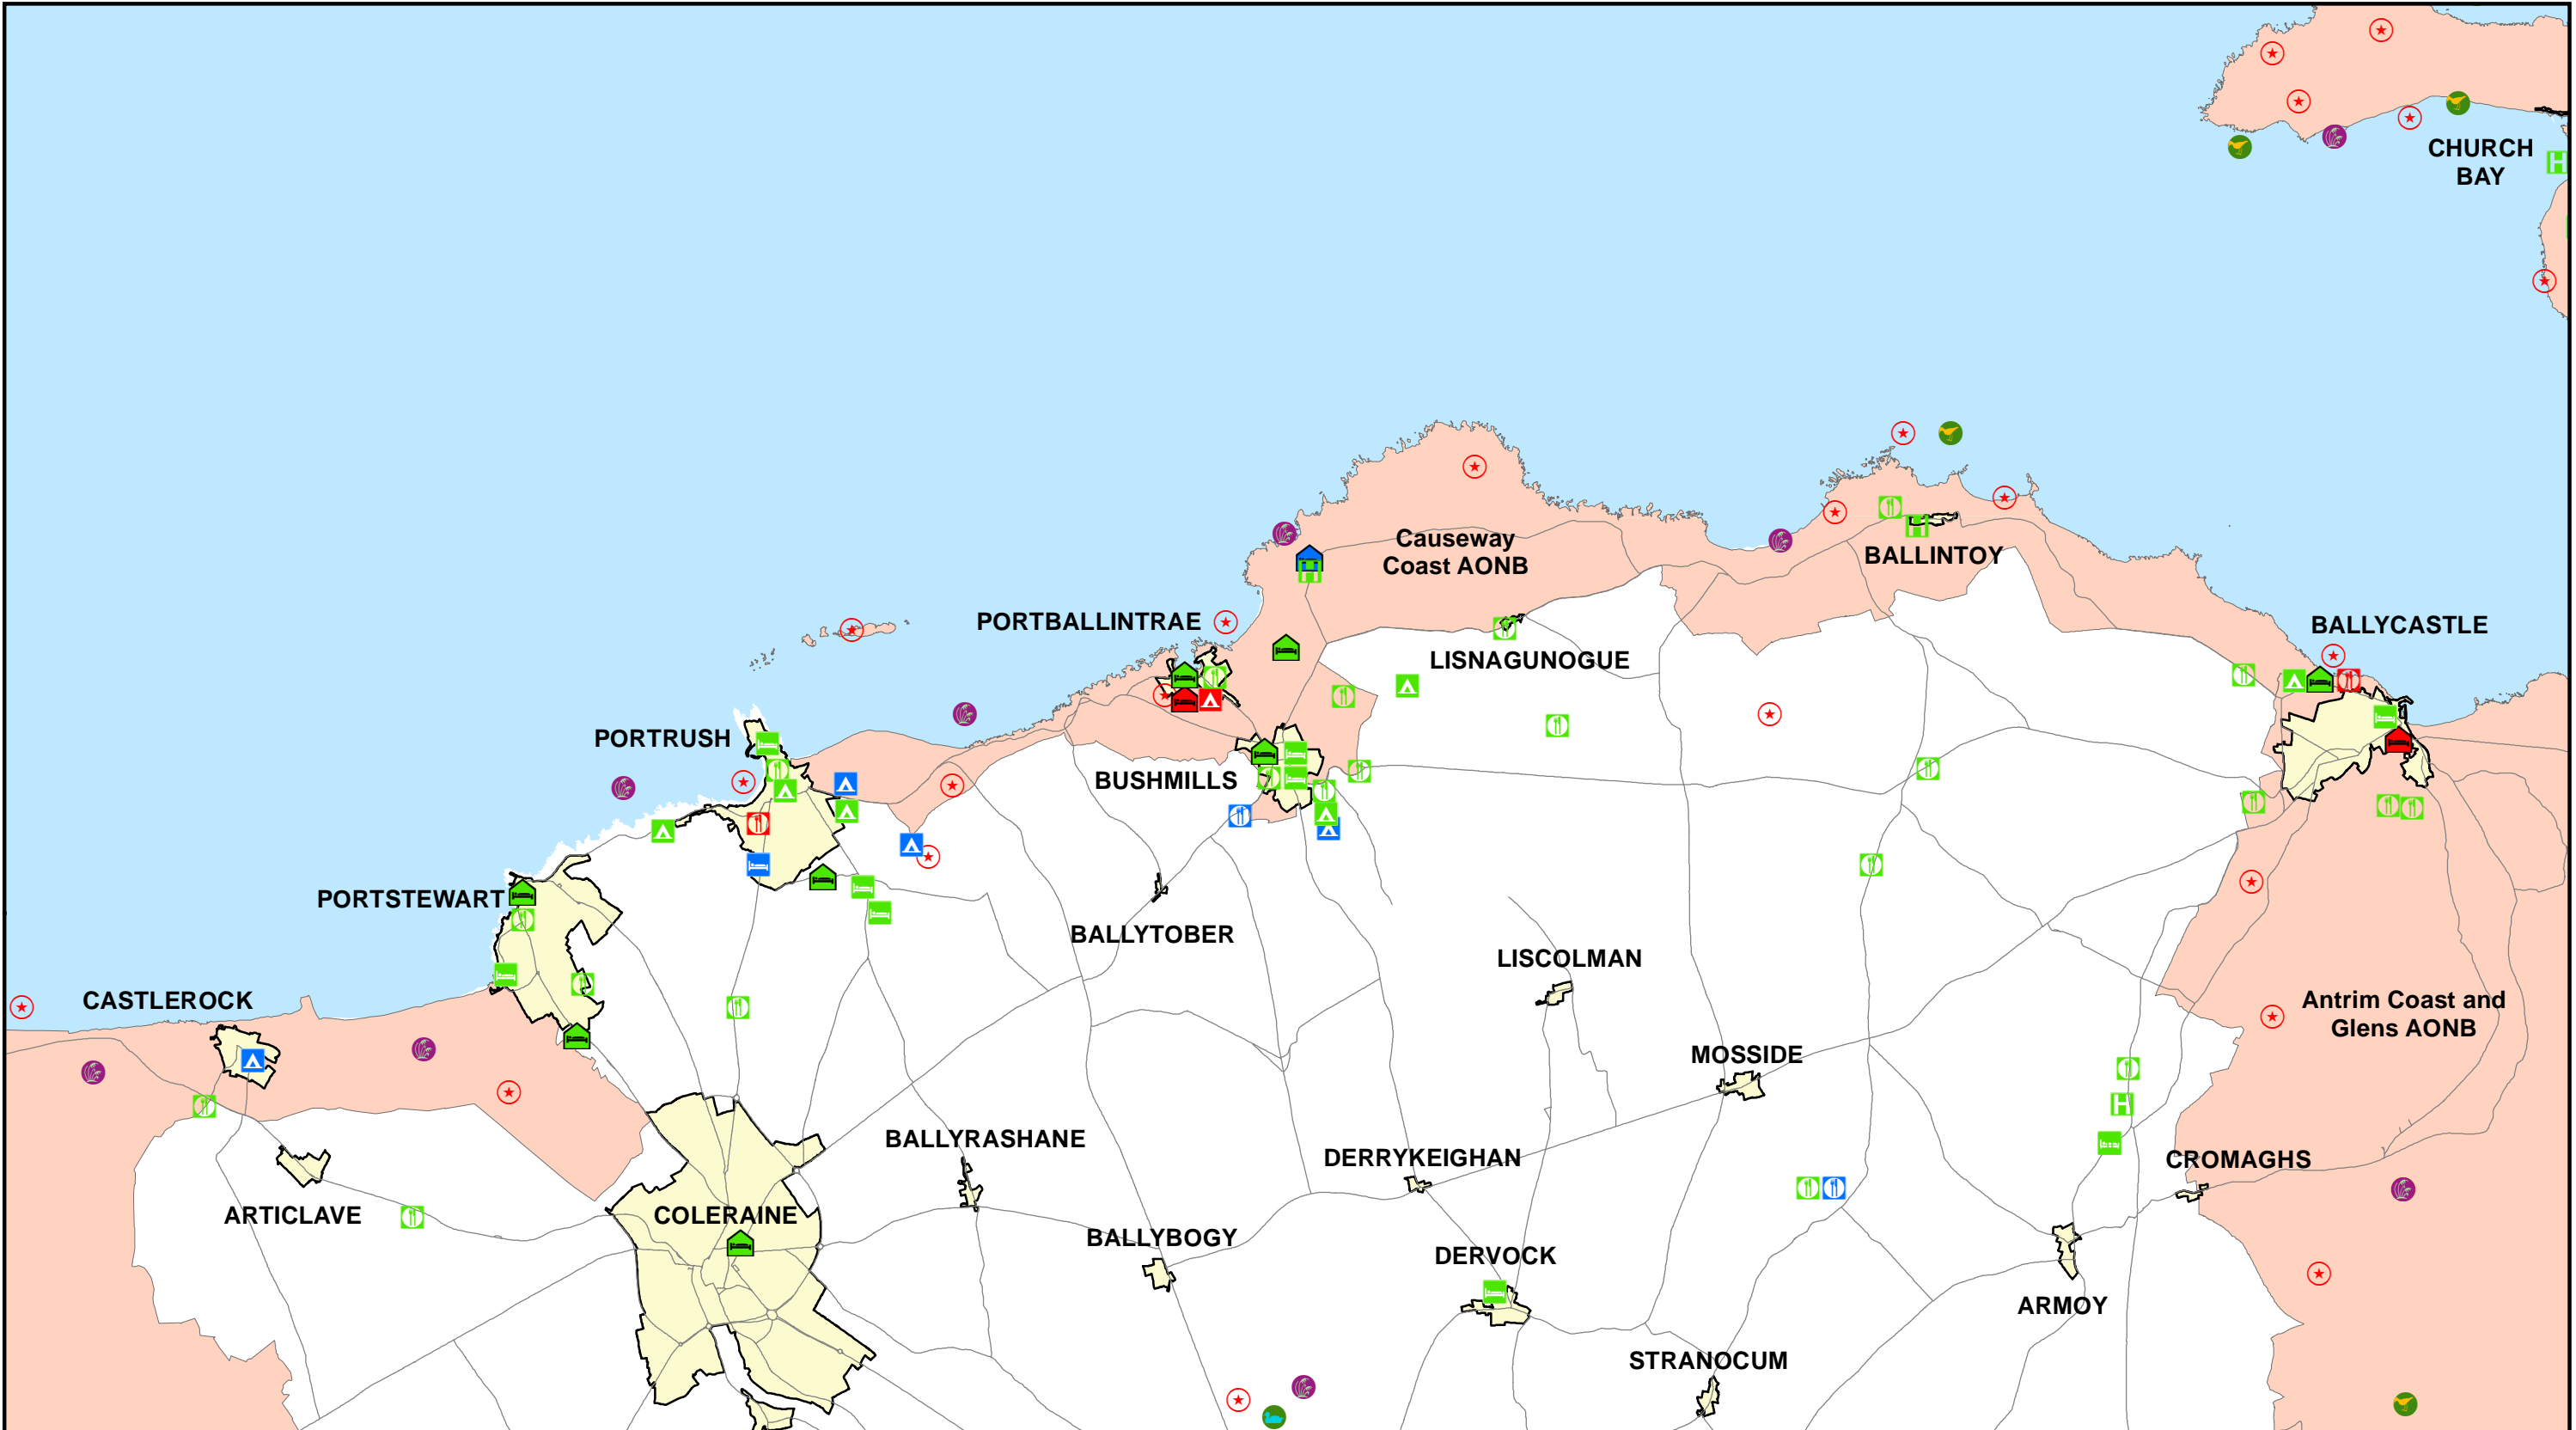 CHURCH
BAY
Causeway
Coast AONB
BALLINTOY
PORTBALLINTRAE
BALLYCASTLE
LISNAGUNOGUE
PORTRUSH
BUSHMILLS
PORTSTEWART
BALLYTOBER
LISCOLMAN
CASTLEROCK
Antrim Coast and
Glens AONB
MOSSIDE
BALLYRASHANE
DERRYKEIGHAN
CROMAGHS
ARTICLAVE
COLERAINE
BALLYBOGY
DERVOCK
ARMOY
STRANOCUM